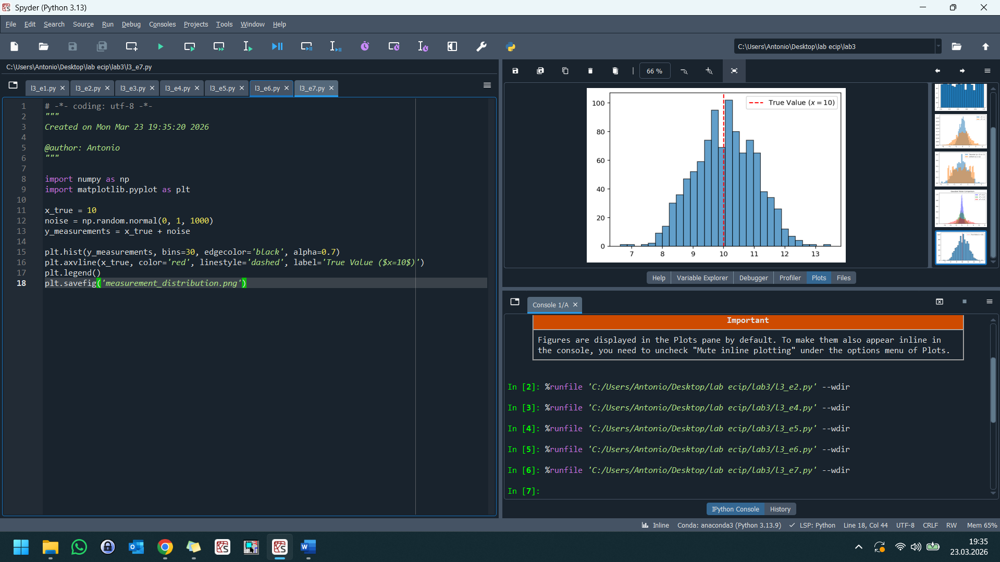 Spyder (Python 3.13)
File Edit Search Source Run Debug Consoles Projects Tools Window Help
C:\Users\Antonio\Desktop\lab ecip\lab3
C:\Users\Antonio\Desktop\lab ecip\lab3\l3_e7.py
l3_e1.py l3_e2.py l3_e3.py l3_e4.py l3_e5.py l3_e6.py l3_e7.py
1 # -*- coding: utf-8 -*-
2 """
3 Created on Mon Mar 23 19:35:20 2026
4
5 @author: Antonio
6 """
7
8 import numpy as np
9 import matplotlib.pyplot as plt
10
11 x_true = 10
12 noise = np.random.normal(0, 1, 1000)
13 y_measurements = x_true + noise
14
15 plt.hist(y_measurements, bins=30, edgecolor='black', alpha=0.7)
16 plt.axvline(x_true, color='red', linestyle='dashed', label='True Value ($x=10$)')
17 plt.legend()
18 plt.savefig('measurement_distribution.png')
66 %
True Value (x = 10)
100
80
60
40
20
0
7 8 9 10 11 12 13
Help Variable Explorer Debugger Profiler Plots Files
Console 1/A
Important
Figures are displayed in the Plots pane by default. To make them also appear inline in
the console, you need to uncheck "Mute inline plotting" under the options menu of Plots.
In [2]: %runfile 'C:/Users/Antonio/Desktop/lab ecip/lab3/l3_e2.py' --wdir
In [3]: %runfile 'C:/Users/Antonio/Desktop/lab ecip/lab3/l3_e4.py' --wdir
In [4]: %runfile 'C:/Users/Antonio/Desktop/lab ecip/lab3/l3_e5.py' --wdir
In [5]: %runfile 'C:/Users/Antonio/Desktop/lab ecip/lab3/l3_e6.py' --wdir
In [6]: %runfile 'C:/Users/Antonio/Desktop/lab ecip/lab3/l3_e7.py' --wdir
In [7]:
IPython Console History
Inline Conda: anaconda3 (Python 3.13.9) LSP: Python Line 18, Col 44 UTF-8 CRLF RW Mem 65%
19:35
23.03.2026